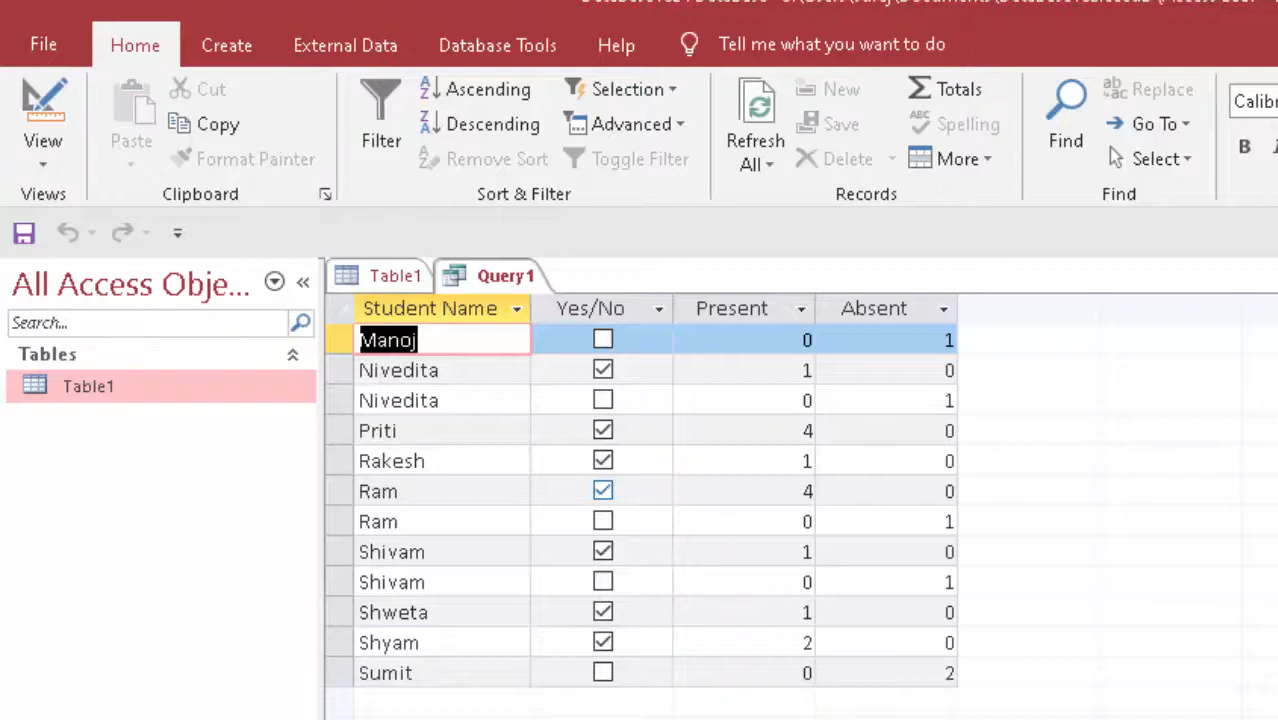 File Home Create External Data Database Tools Help Tell me what you want to do
View Paste Cut Copy Format Painter Filter Ascending Descending Remove Sort Selection Advanced Toggle Filter Refresh All New Save Delete Totals Spelling More Find Replace Go To Select Calibr B
Views Clipboard Sort & Filter Records Find
All Access Obje... «
Search...
Tables
Table1
Table1 Query1
Student Name Yes/No Present Absent
Manoj 0 1
Nivedita 1 0
Nivedita 0 1
Priti 4 0
Rakesh 1 0
Ram 4 0
Ram 0 1
Shivam 1 0
Shivam 0 1
Shweta 1 0
Shyam 2 0
Sumit 0 2